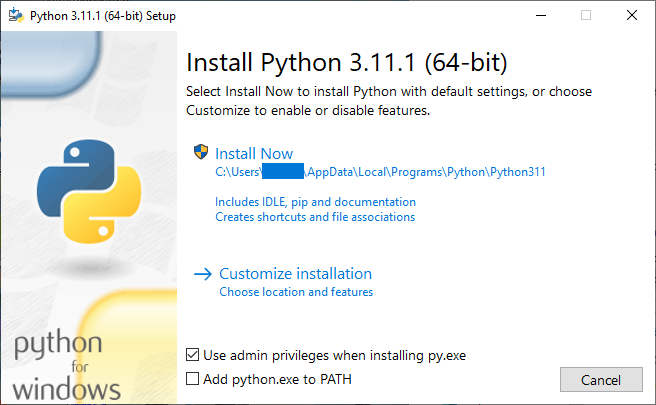 Python 3.11.1 (64-bit) Setup
Install Python 3.11.1 (64-bit)
Select Install Now to install Python with default settings, or choose
Customize to enable or disable features.
Install Now
C:\Users\ \AppData\Local\Programs\Python\Python311
Includes IDLE, pip and documentation
Creates shortcuts and file associations
Customize installation
Choose location and features
Use admin privileges when installing py.exe
Add python.exe to PATH
Cancel
python
for
windows